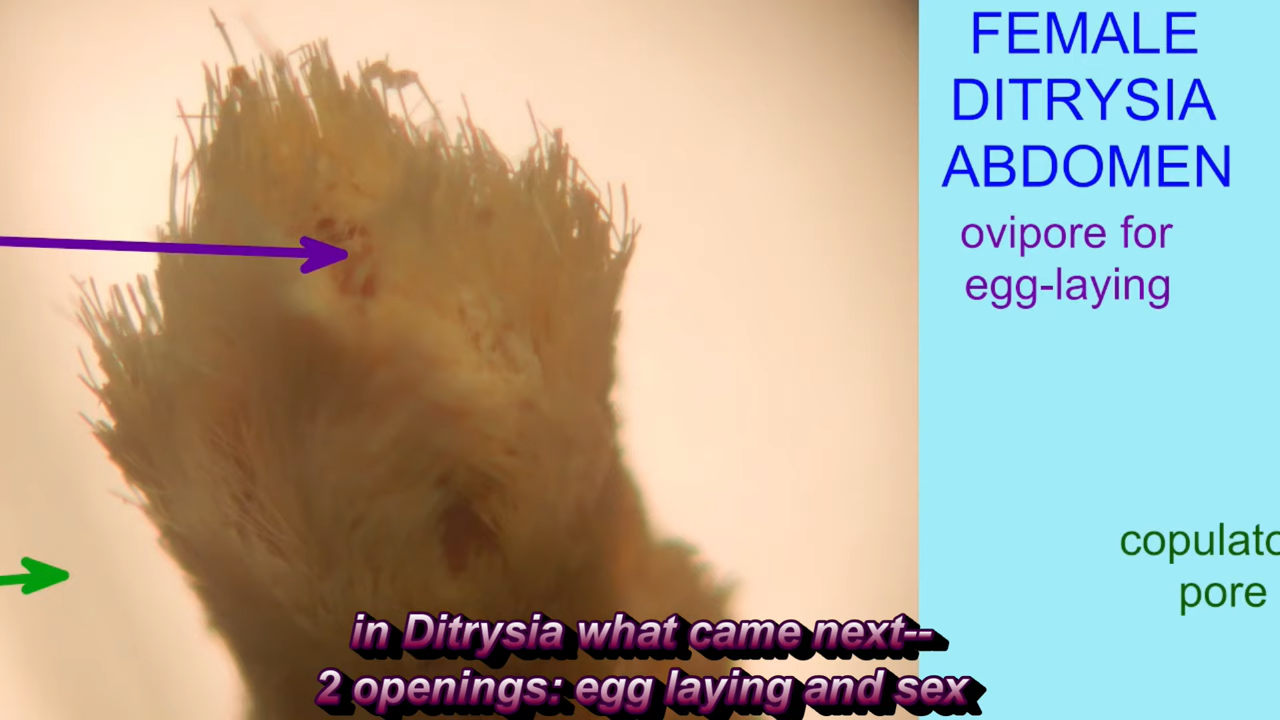 FEMALE
DITRYSIA
ABDOMEN
ovipore for
egg-laying
copulato
pore
in Ditrysia what came next--
2 openings: egg laying and sex